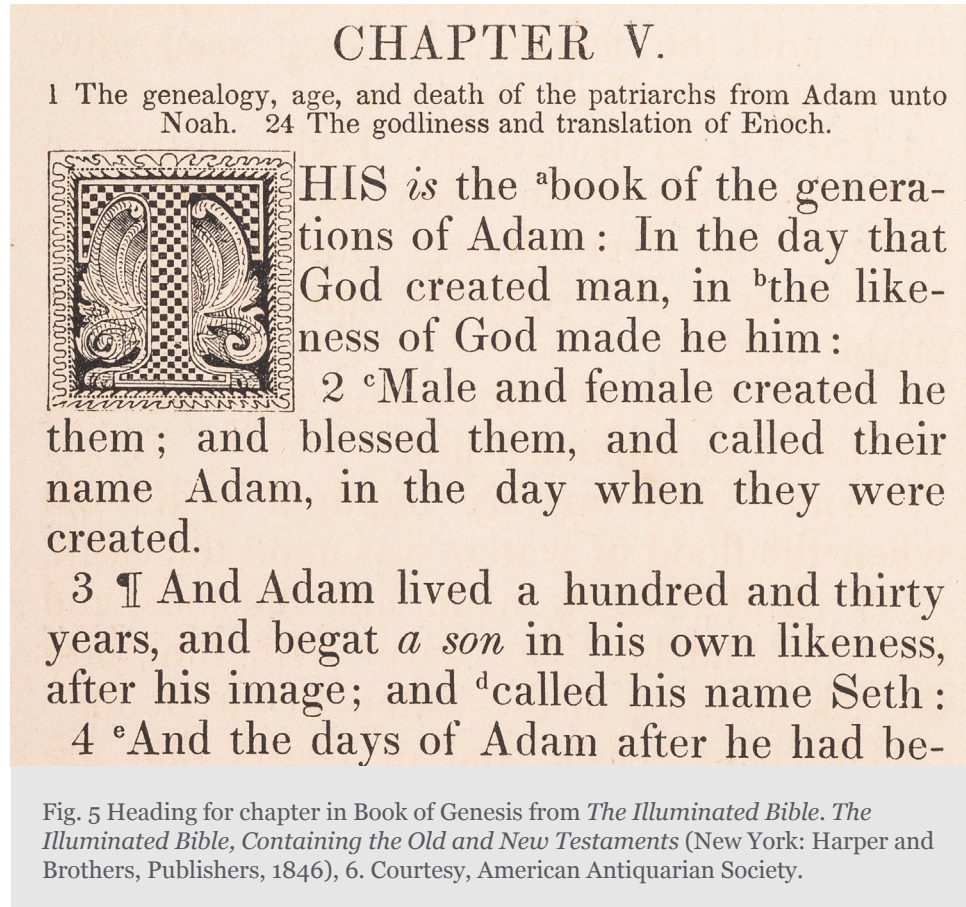 CHAPTER V.
1 The genealogy, age, and death of the patriarchs from Adam unto
Noah. 24 The godliness and translation of Enoch.
THIS is the ᵃbook of the genera-
tions of Adam : In the day that
God created man, in ᵇthe like-
ness of God made he him :
2 ᶜMale and female created he
them ; and blessed them, and called their
name Adam, in the day when they were
created.
3 ¶ And Adam lived a hundred and thirty
years, and begat a son in his own likeness,
after his image; and ᵈcalled his name Seth :
4 ᵉAnd the days of Adam after he had be-
Fig. 5 Heading for chapter in Book of Genesis from The Illuminated Bible. The
Illuminated Bible, Containing the Old and New Testaments (New York: Harper and
Brothers, Publishers, 1846), 6. Courtesy, American Antiquarian Society.